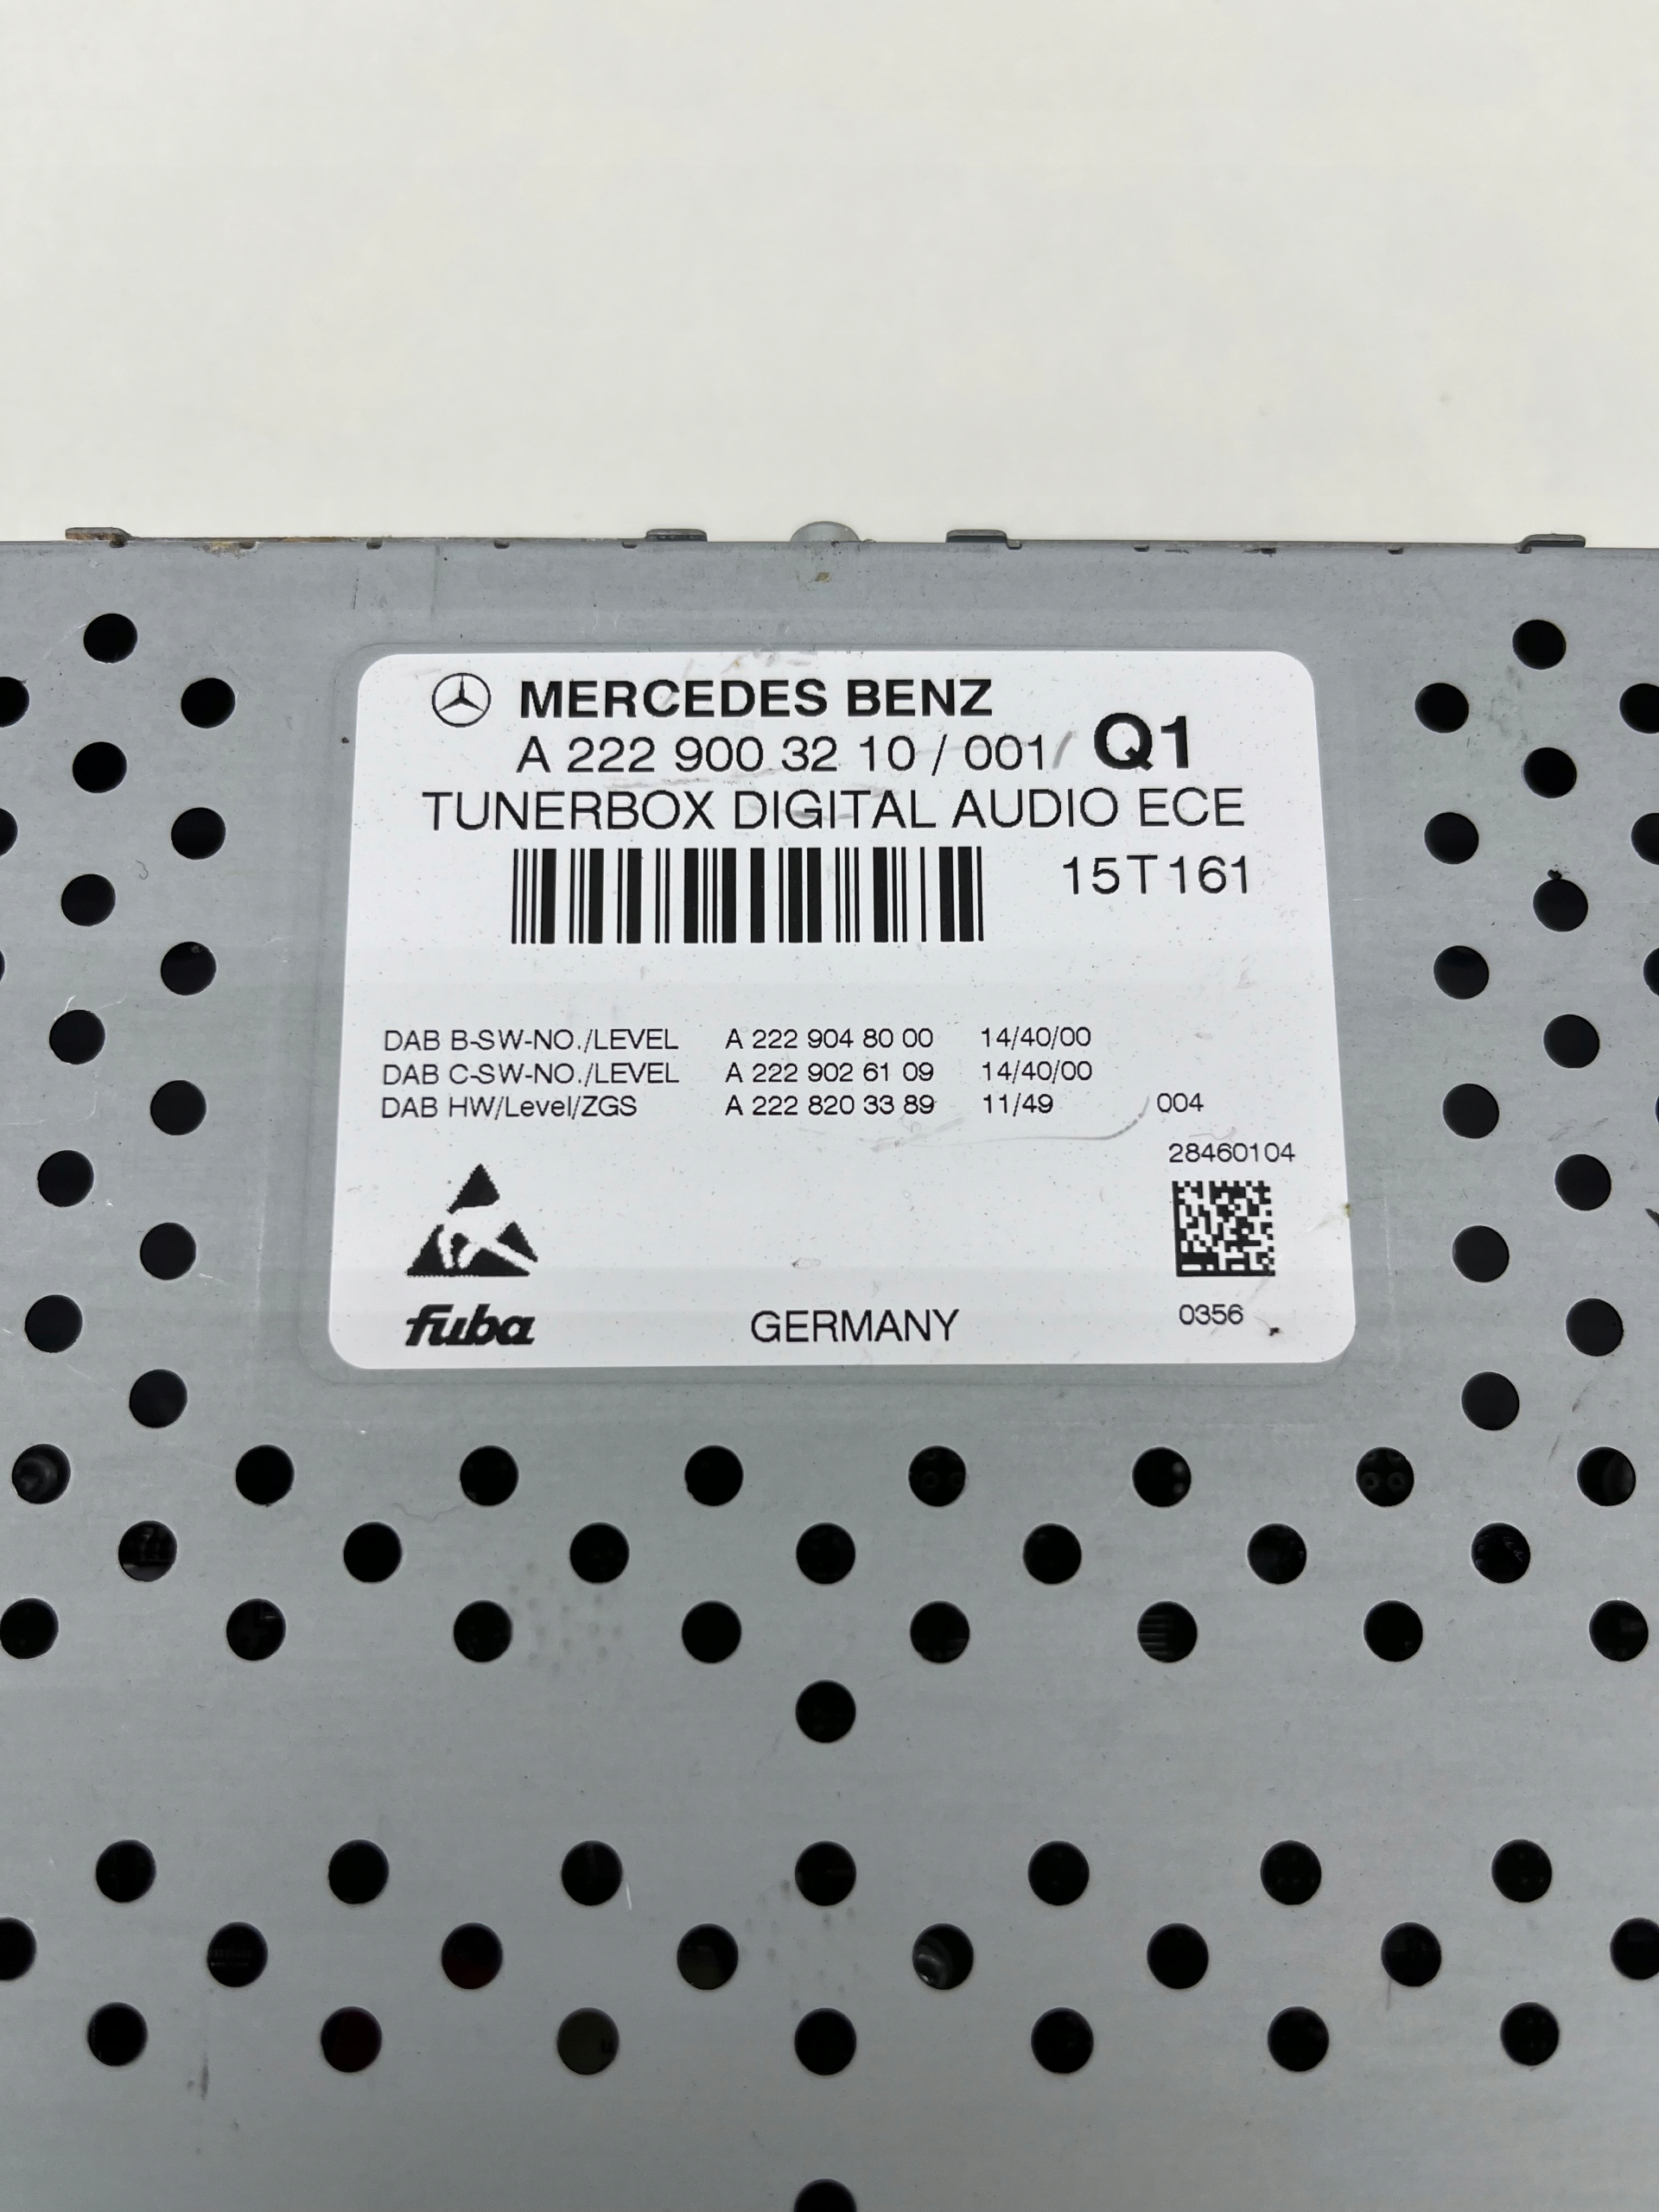 MERCEDES BENZ
A 222 900 32 10 / 001 Q1
TUNERBOX DIGITAL AUDIO ECE
15T161
DAB B-SW-NO./LEVEL A 222 904 80 00 14/40/00
DAB C-SW-NO./LEVEL A 222 902 61 09 14/40/00
DAB HW/Level/ZGS A 222 820 33 89 11/49 004
28460104
fuba GERMANY 0356